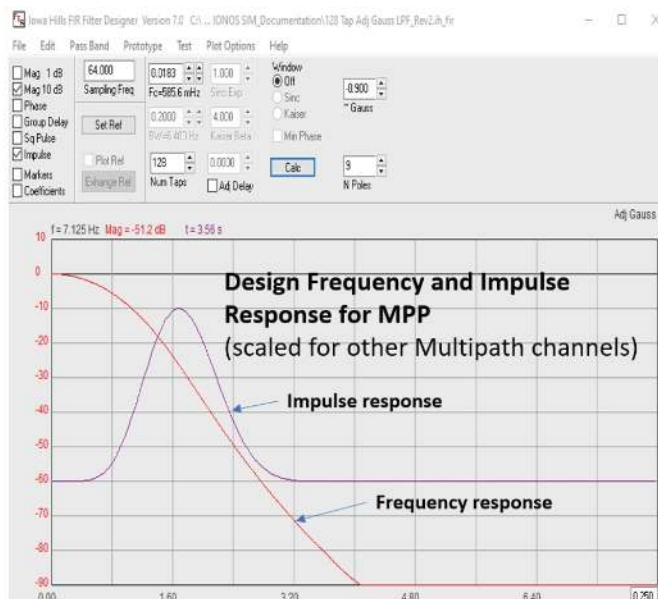 Iowa Hills FIR Filter Designer Version 7.0 C:\ ... IONOS SIM_Documentation\128 Tap Adj Gauss LPF_Rev2.ih_fir
File Edit Pass Band Prototype Test Plot Options Help
Mag 1 dB
Mag 10 dB
Phase
Group Delay
Sq Pulse
Impulse
Markers
Coefficients
64.000
Sampling Freq
Set Ref
Plot Ref
Exhange Ref
0.0183
Fc=585.6 mHz
0.2000
BW=6.403 Hz
128
Num Taps
1.000
Sinc Exp
4.000
Kaiser Beta
0.0000
Adj Delay
Window
Off
Sinc
Kaiser
Min Phase
Calc
-0.900
~ Gauss
9
N Poles
Adj Gauss
f = 7.125 Hz Mag = -51.2 dB t = 3.56 s
10
0
-10
-20
-30
-40
-50
-60
-70
-80
-90
Design Frequency and Impulse
Response for MPP
(scaled for other Multipath channels)
Impulse response
Frequency response
0.00 1.60 3.20 4.80 6.40 0.250